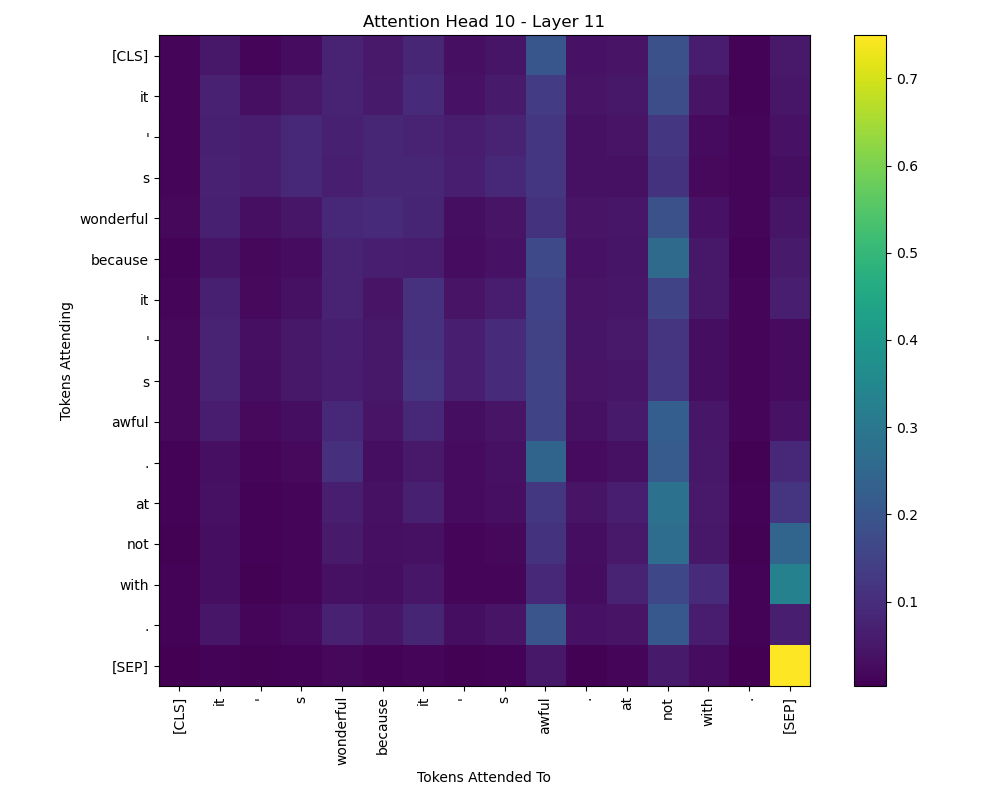 Attention Head 10 - Layer 11
Tokens Attending
[CLS]
it
'
s
wonderful
because
it
'
s
awful
.
at
not
with
.
[SEP]
[CLS] it ' s wonderful because it ' s awful . at not with . [SEP]
Tokens Attended To
0.7
0.6
0.5
0.4
0.3
0.2
0.1